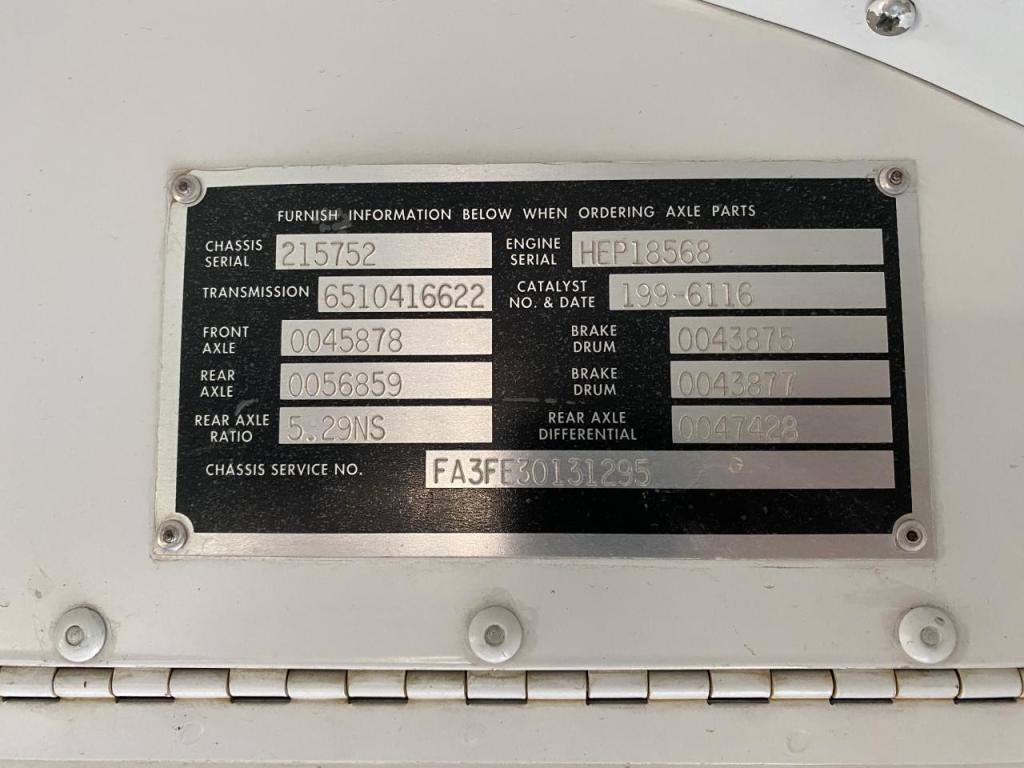 FURNISH INFORMATION BELOW WHEN ORDERING AXLE PARTS
CHASSIS SERIAL 215752 ENGINE SERIAL HEP18568
TRANSMISSION 6510416622 CATALYST NO. & DATE 199-6116
FRONT AXLE 0045878 BRAKE DRUM 0043875
REAR AXLE 0056859 BRAKE DRUM 0043877
REAR AXLE RATIO 5.29NS REAR AXLE DIFFERENTIAL 0047428
CHASSIS SERVICE NO. FA3FE30131295